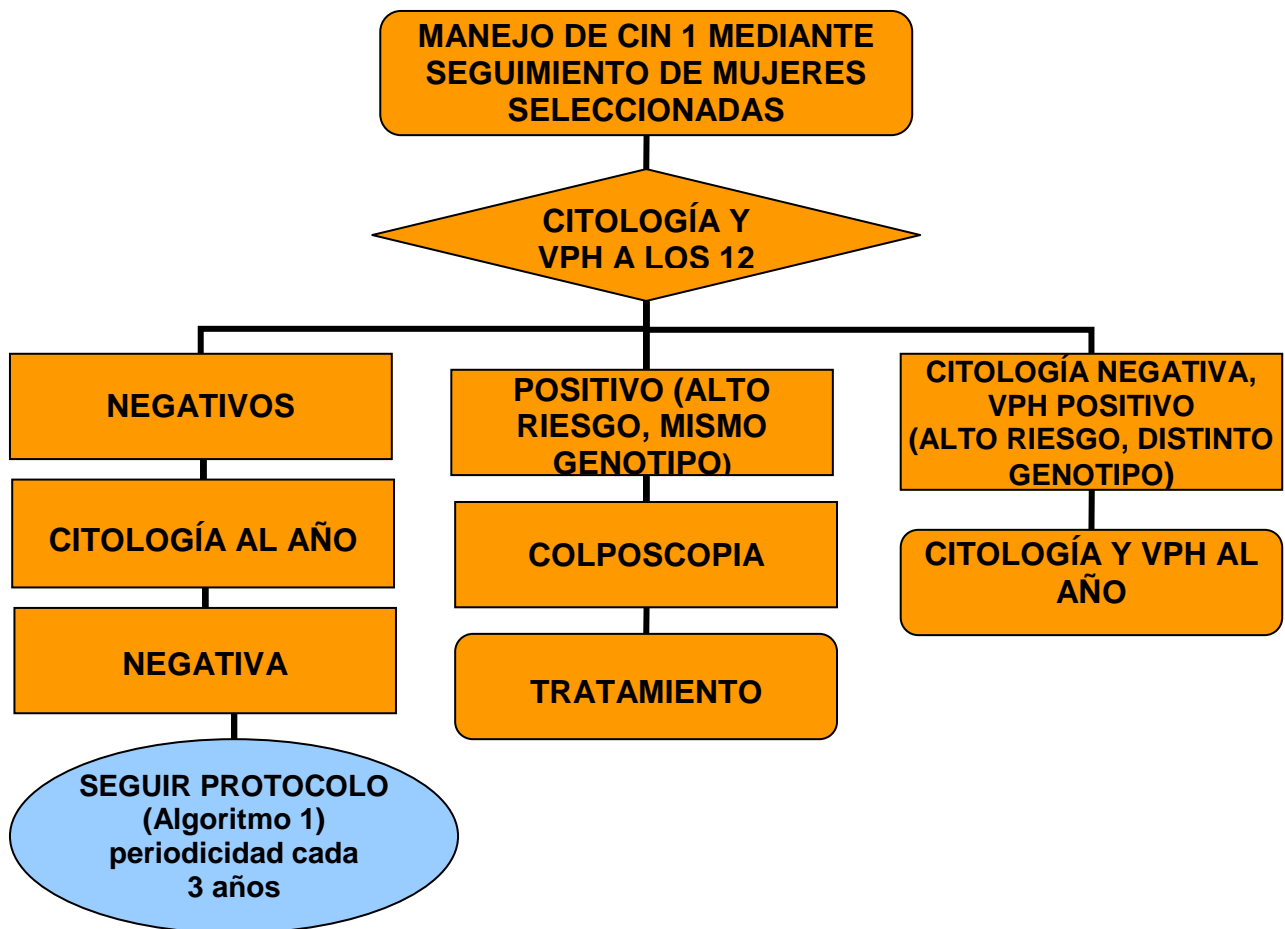 MANEJO DE CIN 1 MEDIANTE
SEGUIMIENTO DE MUJERES
SELECCIONADAS
CITOLOGÍA Y
VPH A LOS 12
NEGATIVOS
CITOLOGÍA AL AÑO
NEGATIVA
SEGUIR PROTOCOLO
(Algoritmo 1)
periodicidad cada
3 años
POSITIVO (ALTO
RIESGO, MISMO
GENOTIPO)
COLPOSCOPIA
TRATAMIENTO
CITOLOGÍA NEGATIVA,
VPH POSITIVO
(ALTO RIESGO, DISTINTO
GENOTIPO)
CITOLOGÍA Y VPH AL
AÑO